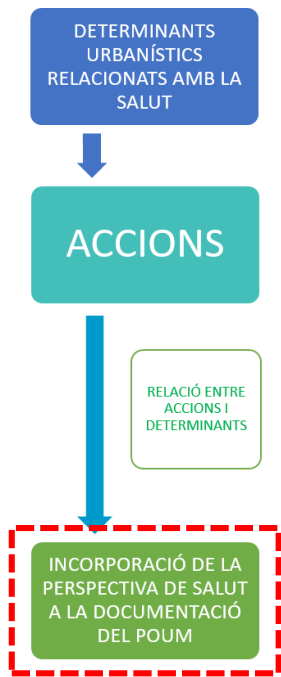 DETERMINANTS
URBANÍSTICS
RELACIONATS AMB LA
SALUT
ACCIONS
RELACIÓ ENTRE
ACCIONS I
DETERMINANTS
INCORPORACIÓ DE LA
PERSPECTIVA DE SALUT
A LA DOCUMENTACIÓ
DEL POUM